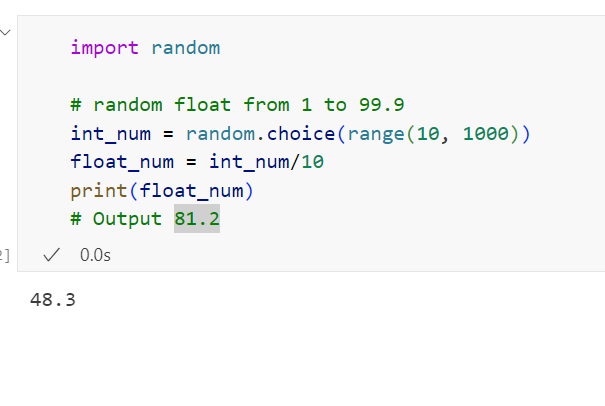 import random
# random float from 1 to 99.9
int_num = random.choice(range(10, 1000))
float_num = int_num/10
print(float_num)
# Output 81.2
2]
0.0s
48.3